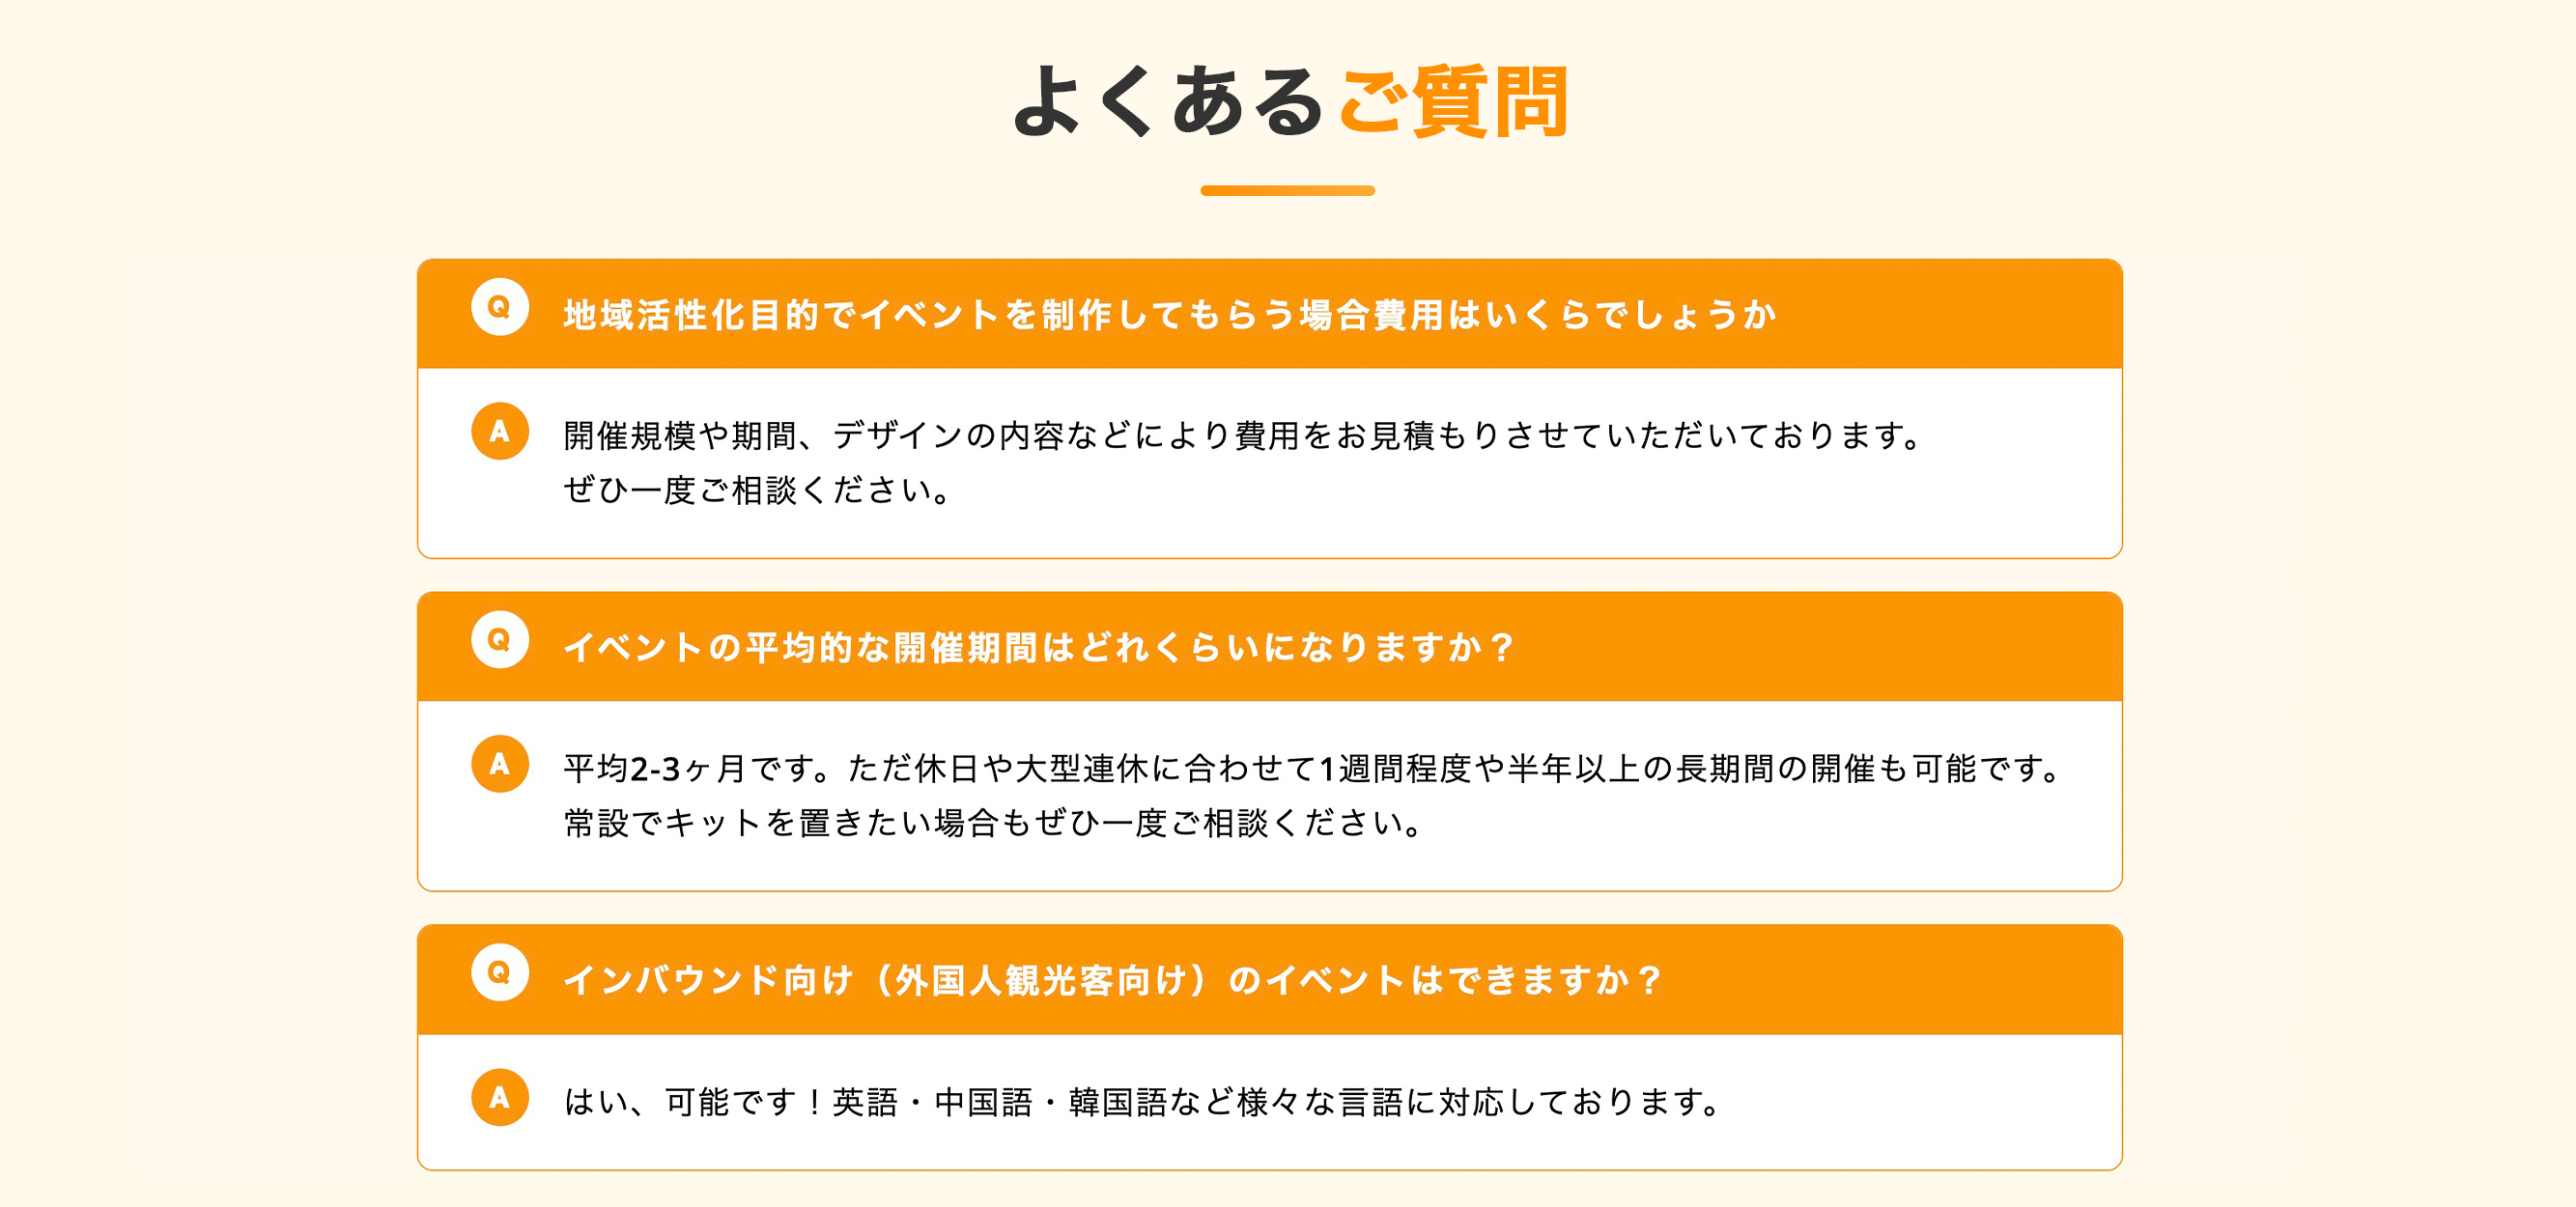 よくあるご質問
Q 地域活性化目的でイベントを制作してもらう場合費用はいくらでしょうか
A 開催規模や期間、デザインの内容などにより費用をお見積もりさせていただいております。
ぜひ一度ご相談ください。
Q イベントの平均的な開催期間はどれくらいになりますか？
A 平均2-3ヶ月です。ただ休日や大型連休に合わせて1週間程度や半年以上の長期間の開催も可能です。
常設でキットを置きたい場合もぜひ一度ご相談ください。
Q インバウンド向け（外国人観光客向け）のイベントはできますか？
A はい、可能です！英語・中国語・韓国語など様々な言語に対応しております。